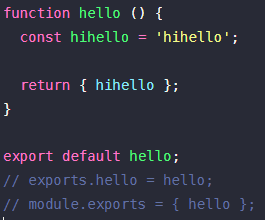 function hello () {
  const hihello = 'hihello';
  return { hihello };
}
export default hello;
// exports.hello = hello;
// module.exports = { hello };